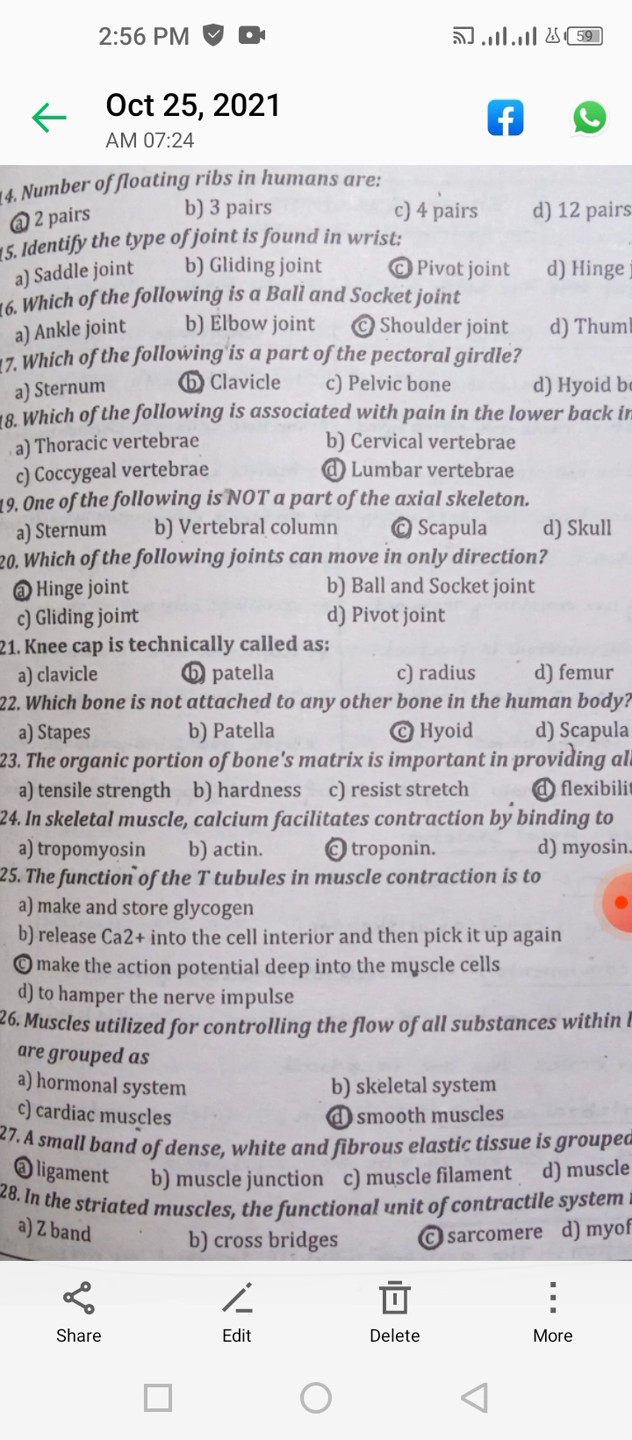 2:56 PM 59
Oct 25, 2021
AM 07:24
14. Number of floating ribs in humans are:
a) 2 pairs b) 3 pairs c) 4 pairs d) 12 pairs
15. Identify the type of joint is found in wrist:
a) Saddle joint b) Gliding joint c) Pivot joint d) Hinge j
16. Which of the following is a Ball and Socket joint
a) Ankle joint b) Elbow joint c) Shoulder joint d) Thum
17. Which of the following is a part of the pectoral girdle?
a) Sternum b) Clavicle c) Pelvic bone d) Hyoid bo
18. Which of the following is associated with pain in the lower back in
a) Thoracic vertebrae b) Cervical vertebrae
c) Coccygeal vertebrae d) Lumbar vertebrae
19. One of the following is NOT a part of the axial skeleton.
a) Sternum b) Vertebral column c) Scapula d) Skull
20. Which of the following joints can move in only direction?
a) Hinge joint b) Ball and Socket joint
c) Gliding joint d) Pivot joint
21. Knee cap is technically called as:
a) clavicle b) patella c) radius d) femur
22. Which bone is not attached to any other bone in the human body?
a) Stapes b) Patella c) Hyoid d) Scapula
23. The organic portion of bone's matrix is important in providing all
a) tensile strength b) hardness c) resist stretch d) flexibilit
24. In skeletal muscle, calcium facilitates contraction by binding to
a) tropomyosin b) actin. c) troponin. d) myosin.
25. The function of the T tubules in muscle contraction is to
a) make and store glycogen
b) release Ca2+ into the cell interior and then pick it up again
c) make the action potential deep into the muscle cells
d) to hamper the nerve impulse
26. Muscles utilized for controlling the flow of all substances within l
are grouped as
a) hormonal system b) skeletal system
c) cardiac muscles d) smooth muscles
27. A small band of dense, white and fibrous elastic tissue is grouped
a) ligament b) muscle junction c) muscle filament d) muscle
28. In the striated muscles, the functional unit of contractile system
a) Z band b) cross bridges c) sarcomere d) myof
Share Edit Delete More